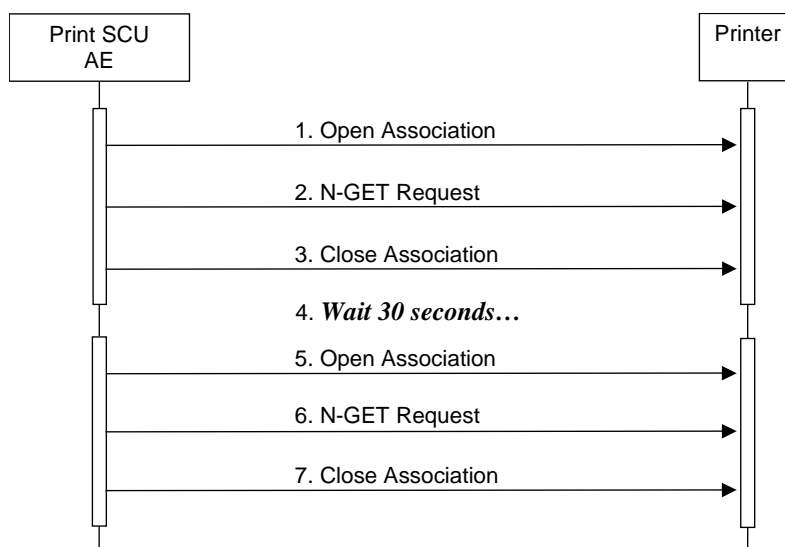 Print SCU
AE
Printer
1. Open Association
2. N-GET Request
3. Close Association
4. Wait 30 seconds…
5. Open Association
6. N-GET Request
7. Close Association